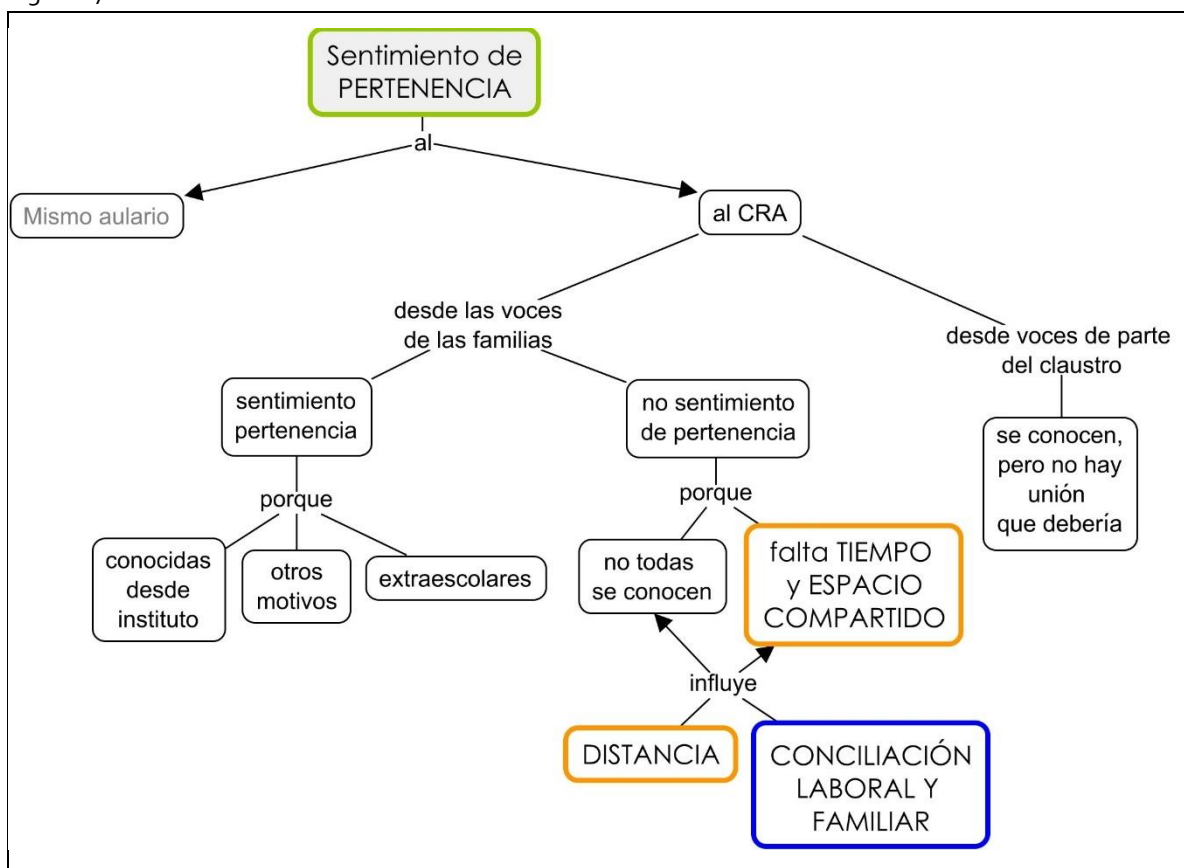 Sentimiento de
PERTENENCIA
al
Mismo aulario
al CRA
desde las voces
de las familias
desde voces de parte
del claustro
sentimiento
pertenencia
no sentimiento
de pertenencia
se conocen,
pero no hay
unión
que debería
porque
porque
conocidas
desde
instituto
otros
motivos
extraescolares
no todas
se conocen
falta TIEMPO
y ESPACIO
COMPARTIDO
influye
DISTANCIA
CONCILIACIÓN
LABORAL Y
FAMILIAR